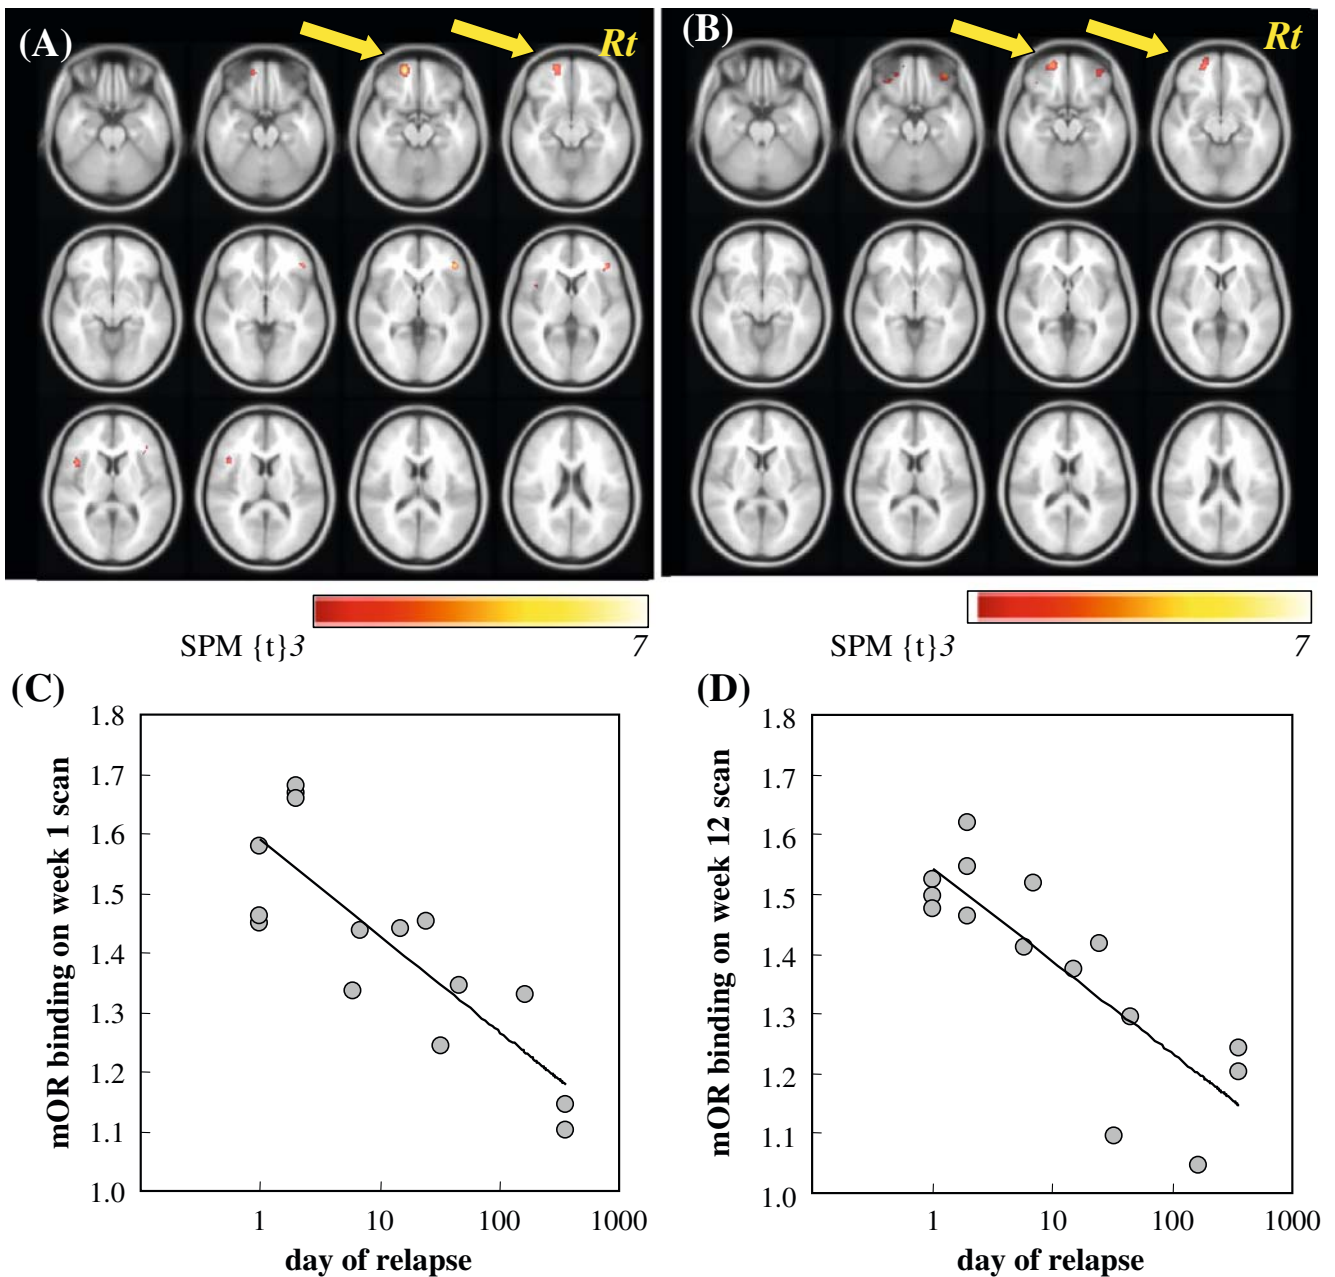 (A)
Rt
(B)
Rt
SPM {t}3
7
SPM {t}3
7
(C)
1.8
1.7
1.6
1.5
1.4
1.3
1.2
1.1
1.0
mOR binding on week 1 scan
1
10
100
1000
day of relapse
(D)
1.8
1.7
1.6
1.5
1.4
1.3
1.2
1.1
1.0
mOR binding on week 12 scan
1
10
100
1000
day of relapse